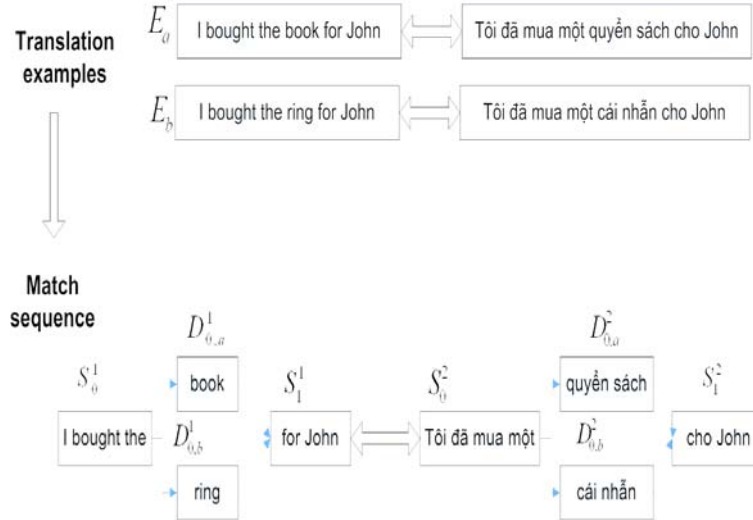 Translation
examples
E_a
I bought the book for John
Tôi đã mua một quyển sách cho John
E_b
I bought the ring for John
Tôi đã mua một cái nhẫn cho John
Match
sequence
D^1_{0,a}
D^2_{0,a}
S^1_0
book
S^1_1
S^2_0
quyển sách
S^2_1
I bought the
D^1_{0,b}
for John
Tôi đã mua một
D^2_{0,b}
cho John
ring
cái nhẫn